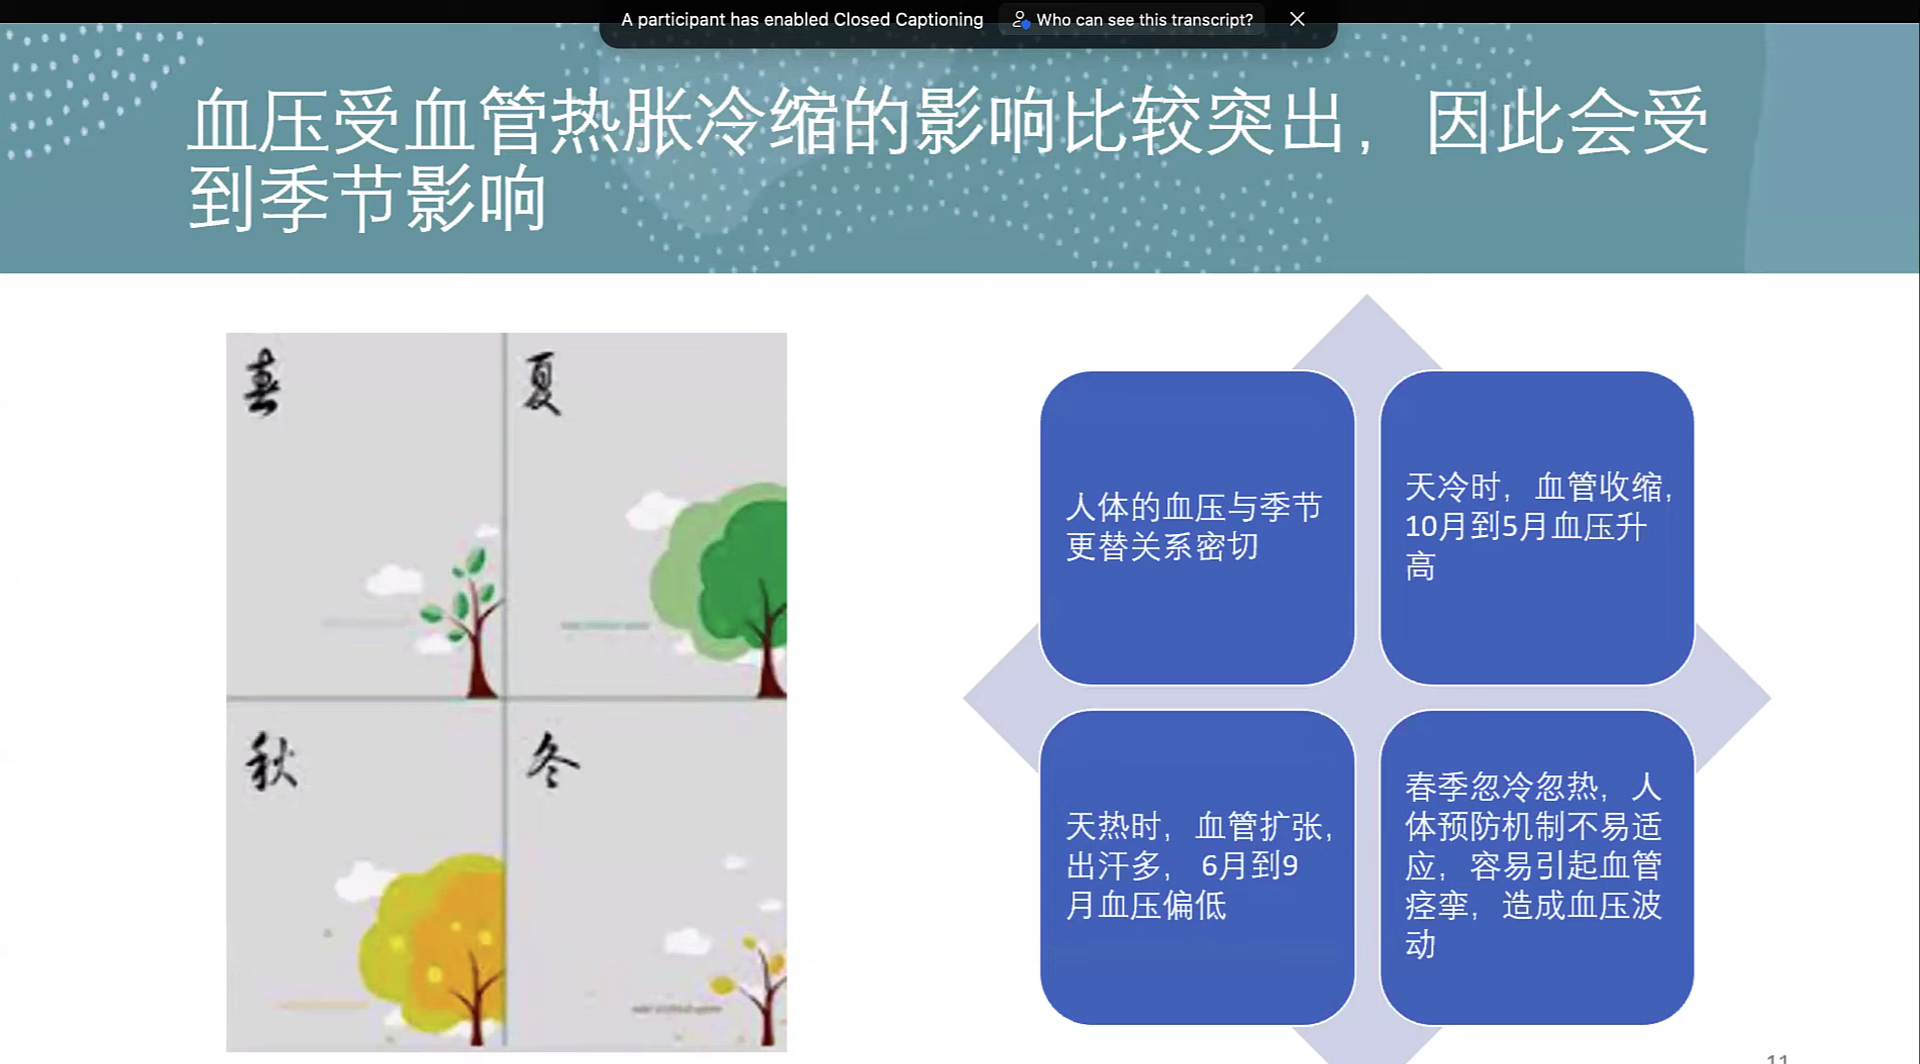 A participant has enabled Closed Captioning
Who can see this transcript?
血压受血管热胀冷缩的影响比较突出，因此会受
到季节影响
春
夏
秋
冬
人体的血压与季节
更替关系密切
天冷时，血管收缩，
10月到5月血压升
高
天热时，血管扩张，
出汗多， 6月到9
月血压偏低
春季忽冷忽热，人
体预防机制不易适
应，容易引起血管
痉挛，造成血压波
动
11